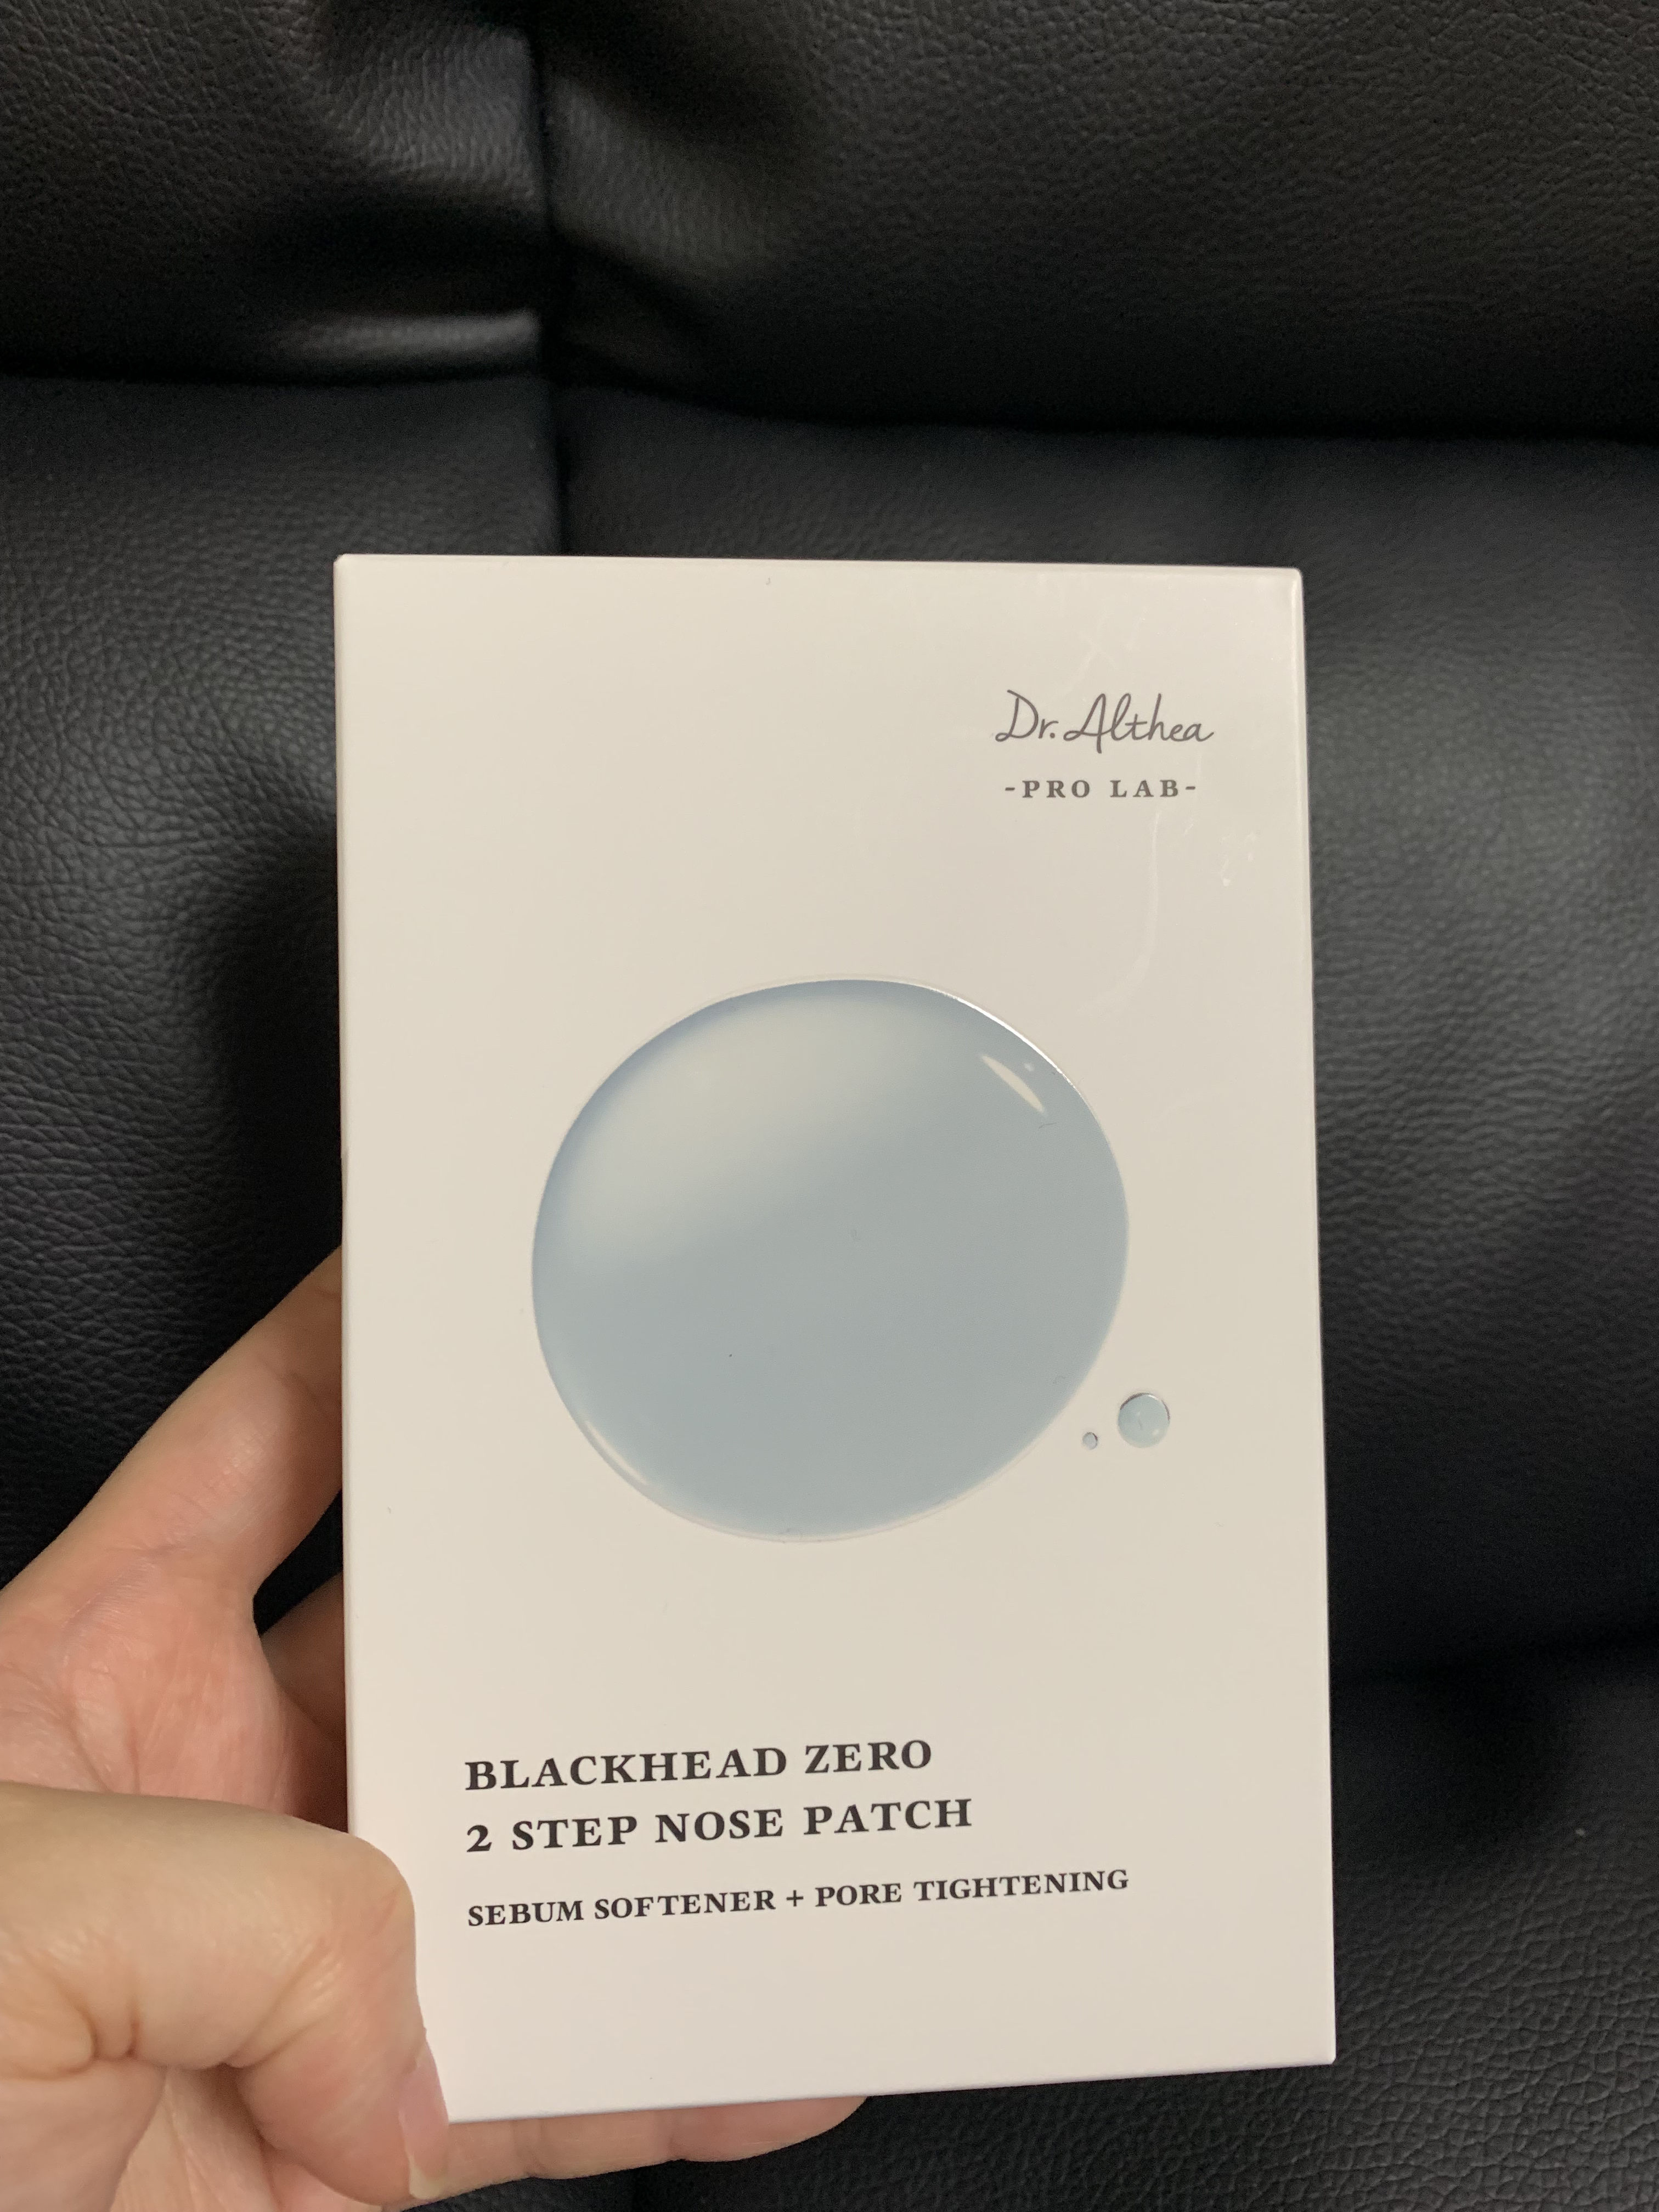 Dr. Althea
-PRO LAB-
BLACKHEAD ZERO
2 STEP NOSE PATCH
SEBUM SOFTENER + PORE TIGHTENING